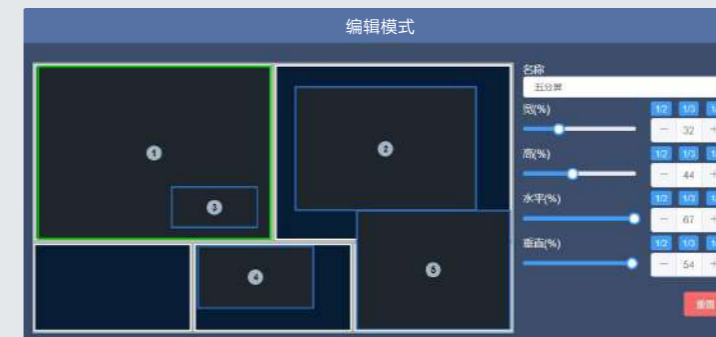 编辑模式
名称
五分屏
宽(%)
1/2 1/3
− 32 +
高(%)
1/2 1/3
− 44 +
水平(%)
1/2 1/3
− 67 +
垂直(%)
1/2 1/3
− 54 +
重置
1
2
3
4
5